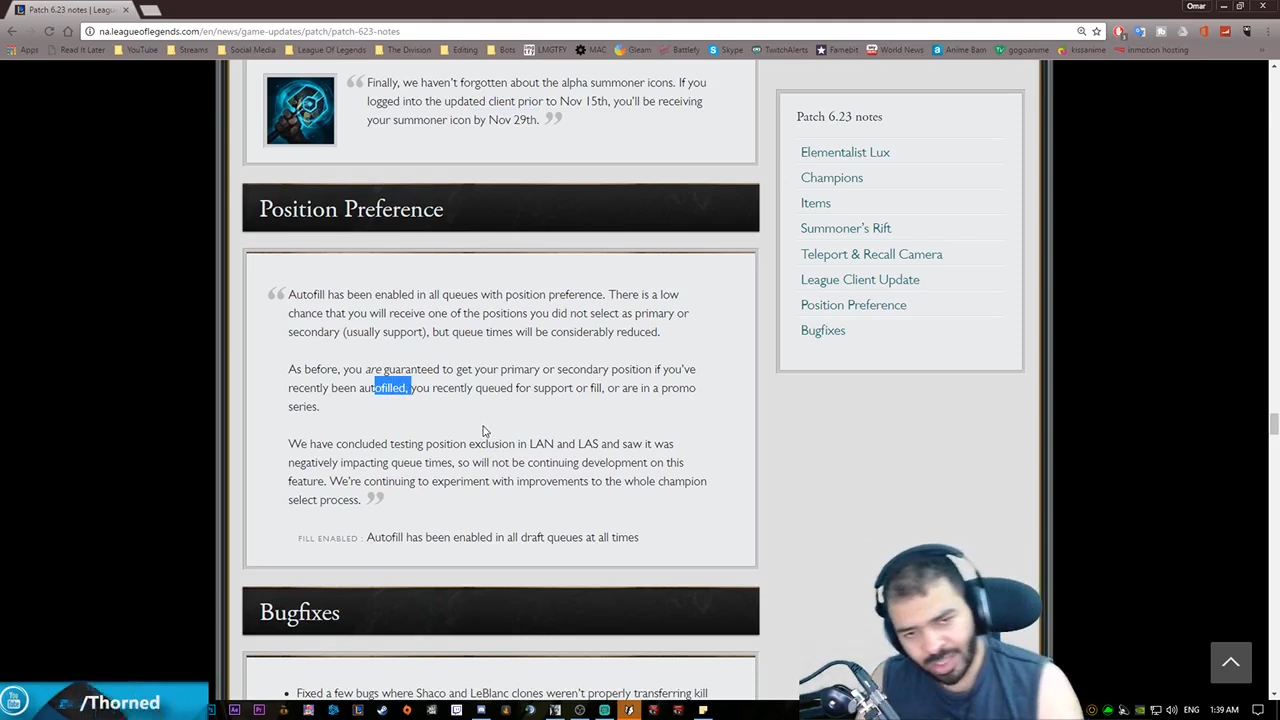 Patch 6.23 notes | Leagu
Omar
na.leagueoflegends.com/en/news/game-updates/patch/patch-623-notes
Apps Read It Later YouTube Streams Social Media League Of Legends The Division Editing Bots LMGTFY MAC Gleam Battlefy Skype TwitchAlerts Famebit World News Anime Bam gogoanime kissanime inmotion hosting
Finally, we haven't forgotten about the alpha summoner icons. If you
logged into the updated client prior to Nov 15th, you'll be receiving
your summoner icon by Nov 29th.
Position Preference
Autofill has been enabled in all queues with position preference. There is a low
chance that you will receive one of the positions you did not select as primary or
secondary (usually support), but queue times will be considerably reduced.
As before, you are guaranteed to get your primary or secondary position if you've
recently been autofilled, you recently queued for support or fill, or are in a promo
series.
We have concluded testing position exclusion in LAN and LAS and saw it was
negatively impacting queue times, so will not be continuing development on this
feature. We're continuing to experiment with improvements to the whole champion
select process.
FILL ENABLED : Autofill has been enabled in all draft queues at all times
Bugfixes
Fixed a few bugs where Shaco and LeBlanc clones weren't properly transferring kill
Patch 6.23 notes
Elementalist Lux
Champions
Items
Summoner's Rift
Teleport & Recall Camera
League Client Update
Position Preference
Bugfixes
/Thorned
ENG 1:39 AM